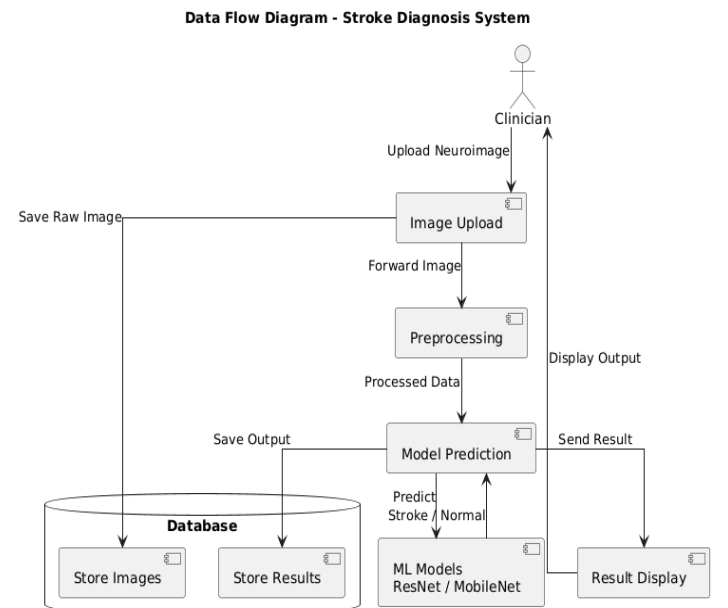 Data Flow Diagram - Stroke Diagnosis System
Clinician
Upload Neuroimage
Save Raw Image
Image Upload
Forward Image
Preprocessing
Display Output
Processed Data
Save Output
Model Prediction
Send Result
Predict
Stroke / Normal
Database
Store Images
Store Results
ML Models
ResNet / MobileNet
Result Display